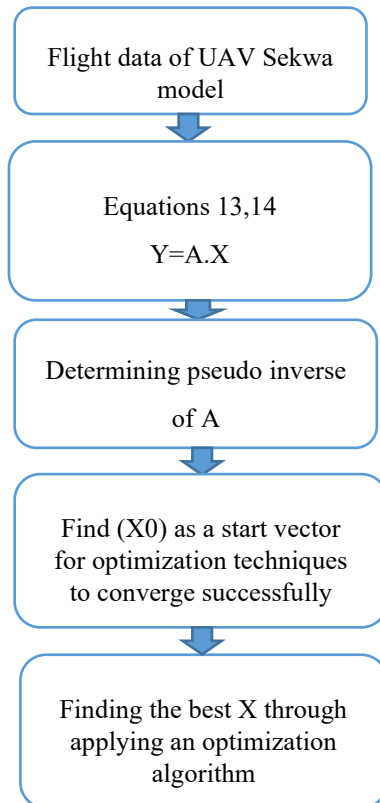 Flight data of UAV Sekwa
model
Equations 13,14
Y=A.X
Determining pseudo inverse
of A
Find (X0) as a start vector
for optimization techniques
to converge successfully
Finding the best X through
applying an optimization
algorithm